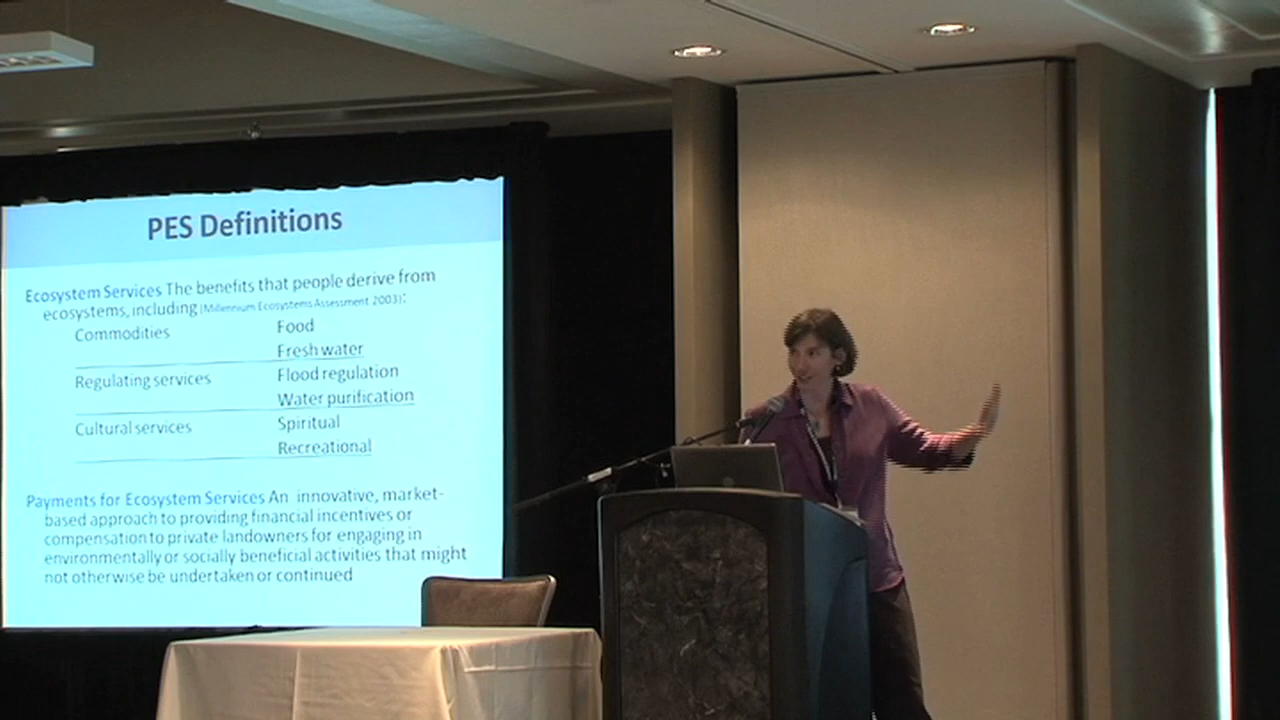 PES Definitions
Ecosystem Services The benefits that people derive from
ecosystems, including (Millennium Ecosystems Assessment 2003):
Commodities Food
Fresh water
Regulating services Flood regulation
Water purification
Cultural services Spiritual
Recreational
Payments for Ecosystem Services An innovative, market-
based approach to providing financial incentives or
compensation to private landowners for engaging in
environmentally or socially beneficial activities that might
not otherwise be undertaken or continued